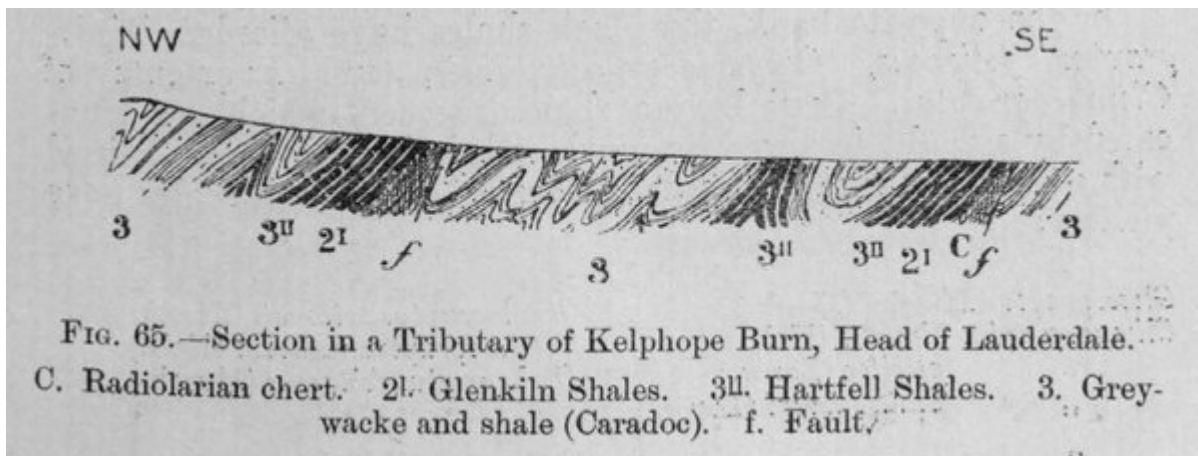 NW SE
3 3II 2I f 3 3II 3II 2I C f 3
FIG. 65.—Section in a Tributary of Kelphope Burn, Head of Lauderdale.
C. Radiolarian chert. 2I. Glenkiln Shales. 3II. Hartfell Shales. 3. Grey-
wacke and shale (Caradoc). f. Fault.